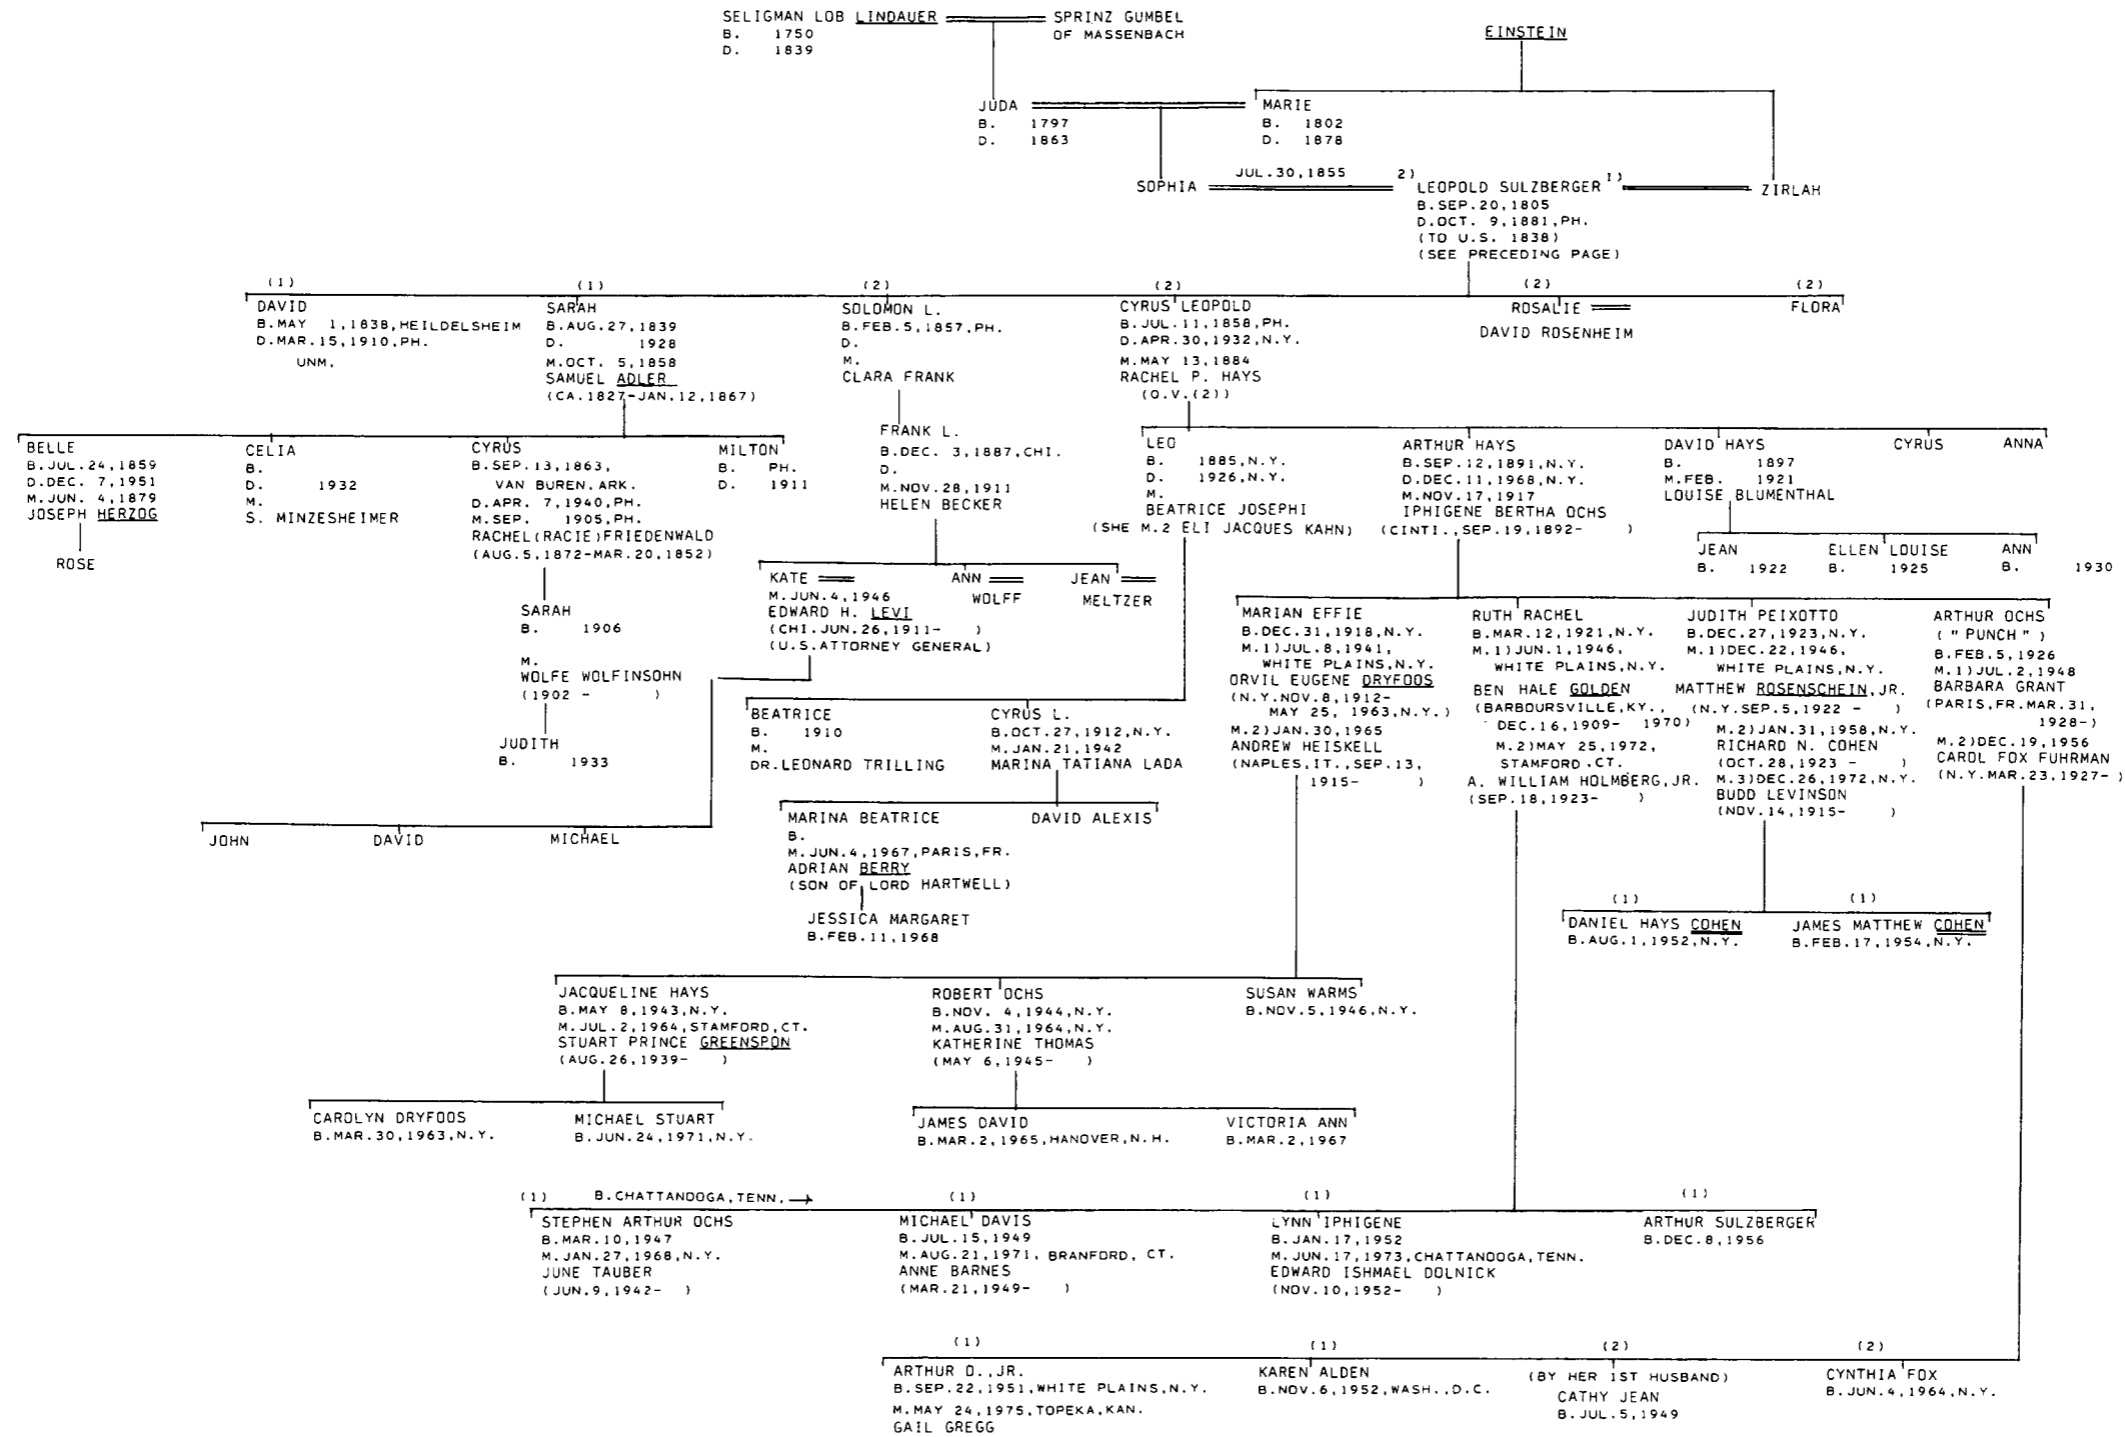 SELIGMAN LOB LINDAUER
B. 1750
D. 1839
SPRINZ GUMBEL
OF MASSENBACH
EINSTEIN
JUDA
B. 1797
D. 1863
MARIE
B. 1802
D. 1878
SOPHIA
JUL.30,1855
2)
LEOPOLD SULZBERGER
1)
B.SEP.20,1805
D.OCT. 9,1881,PH.
(TO U.S. 1838)
(SEE PRECEDING PAGE)
ZIRLAH
(1)
DAVID
B.MAY 1,1838,HEILDELSHEIM
D.MAR.15,1910,PH.
UNM.
(1)
SARAH
B.AUG.27,1839
D. 1928
M.OCT. 5,1858
SAMUEL ADLER
(CA.1827-JAN.12,1867)
(2)
SOLOMON L.
B.FEB.5,1857,PH.
D.
M.
CLARA FRANK
(2)
CYRUS LEOPOLD
B.JUL.11,1858,PH.
D.APR.30,1932,N.Y.
M.MAY 13,1884
RACHEL P. HAYS
(Q.V.(2))
(2)
ROSALIE
DAVID ROSENHEIM
(2)
FLORA
BELLE
B.JUL.24,1859
D.DEC. 7,1951
M.JUN. 4,1879
JOSEPH HERZOG
ROSE
CELIA
B.
D. 1932
M.
S. MINZESHEIMER
CYRUS
B.SEP.13,1863,
VAN BUREN,ARK.
D.APR. 7,1940,PH.
M.SEP. 1905,PH.
RACHEL(RACIE)FRIEDENWALD
(AUG.5,1872-MAR.20,1852)
MILTON
B. PH.
D. 1911
FRANK L.
B.DEC. 3,1887,CHI.
D.
M.NOV.28,1911
HELEN BECKER
LEO
B. 1885,N.Y.
D. 1926,N.Y.
M.
BEATRICE JOSEPHI
(SHE M.2 ELI JACQUES KAHN)
ARTHUR HAYS
B.SEP.12,1891,N.Y.
D.DEC.11,1968,N.Y.
M.NOV.17,1917
IPHIGENE BERTHA OCHS
(CINTI.,SEP.19,1892- )
DAVID HAYS
B. 1897
M.FEB. 1921
LOUISE BLUMENTHAL
CYRUS
ANNA
JEAN
B. 1922
ELLEN LOUISE
B. 1925
ANN
B. 1930
SARAH
B. 1906
M.
WOLFE WOLFINSOHN
(1902 - )
JUDITH
B. 1933
KATE
M.JUN.4,1946
EDWARD H. LEVI
(CHI.JUN.26,1911- )
(U.S.ATTORNEY GENERAL)
ANN
WOLFF
JEAN
MELTZER
MARIAN EFFIE
B.DEC.31,1918,N.Y.
M.1)JUL.8,1941,
WHITE PLAINS,N.Y.
ORVIL EUGENE DRYFOOS
(N.Y.NOV.8,1912-
MAY 25, 1963,N.Y.)
M.2)JAN.30,1965
ANDREW HEISKELL
(NAPLES,IT.,SEP.13,
1915- )
RUTH RACHEL
B.MAR.12,1921,N.Y.
M.1)JUN.1,1946,
WHITE PLAINS,N.Y.
BEN HALE GOLDEN
(BARBOURSVILLE,KY.,
DEC.16,1909- 1970)
M.2)MAY 25,1972,
STAMFORD,CT.
A. WILLIAM HOLMBERG,JR.
(SEP.18,1923- )
JUDITH PEIXOTTO
B.DEC.27,1923,N.Y.
M.1)DEC.22,1946,
WHITE PLAINS,N.Y.
MATTHEW ROSENSCHEIN,JR.
(N.Y.SEP.5,1922 - )
M.2)JAN.31,1958,N.Y.
RICHARD N. COHEN
(OCT.28,1923 - )
M.3)DEC.26,1972,N.Y.
BUDD LEVINSON
(NOV.14,1915- )
ARTHUR OCHS
("PUNCH")
B.FEB.5,1926
M.1)JUL.2,1948
BARBARA GRANT
(PARIS,FR.MAR.31,
1928-)
M.2)DEC.19,1956
CAROL FOX FUHRMAN
(N.Y.MAR.23,1927- )
BEATRICE
B. 1910
M.
DR.LEONARD TRILLING
CYRUS L.
B.OCT.27,1912,N.Y.
M.JAN.21,1942
MARINA TATIANA LADA
JOHN
DAVID
MICHAEL
MARINA BEATRICE
B.
M.JUN.4,1967,PARIS,FR.
ADRIAN BERRY
(SON OF LORD HARTWELL)
DAVID ALEXIS
JESSICA MARGARET
B.FEB.11,1968
(1)
DANIEL HAYS COHEN
B.AUG.1,1952,N.Y.
(1)
JAMES MATTHEW COHEN
B.FEB.17,1954,N.Y.
JACQUELINE HAYS
B.MAY 8,1943,N.Y.
M.JUL.2,1964,STAMFORD,CT.
STUART PRINCE GREENSPON
(AUG.26,1939- )
ROBERT OCHS
B.NOV. 4,1944,N.Y.
M.AUG.31,1964,N.Y.
KATHERINE THOMAS
(MAY 6,1945- )
SUSAN WARMS
B.NOV.5,1946,N.Y.
CAROLYN DRYFOOS
B.MAR.30,1963,N.Y.
MICHAEL STUART
B.JUN.24,1971,N.Y.
JAMES DAVID
B.MAR.2,1965,HANOVER,N.H.
VICTORIA ANN
B.MAR.2,1967
(1)
B.CHATTANOOGA,TENN. →
STEPHEN ARTHUR OCHS
B.MAR.10,1947
M.JAN.27,1968,N.Y.
JUNE TAUBER
(JUN.9,1942- )
(1)
MICHAEL DAVIS
B.JUL.15,1949
M.AUG.21,1971, BRANFORD, CT.
ANNE BARNES
(MAR.21,1949- )
(1)
LYNN IPHIGENE
B.JAN.17,1952
M.JUN.17,1973,CHATTANOOGA,TENN.
EDWARD ISHMAEL DOLNICK
(NOV.10,1952- )
(1)
ARTHUR SULZBERGER
B.DEC.8,1956
(1)
ARTHUR O.,JR.
B.SEP.22,1951,WHITE PLAINS,N.Y.
M.MAY 24,1975,TOPEKA,KAN.
GAIL GREGG
(1)
KAREN ALDEN
B.NOV.6,1952,WASH.,D.C.
(2)
(BY HER 1ST HUSBAND)
CATHY JEAN
B.JUL.5,1949
(2)
CYNTHIA FOX
B.JUN.4,1964,N.Y.